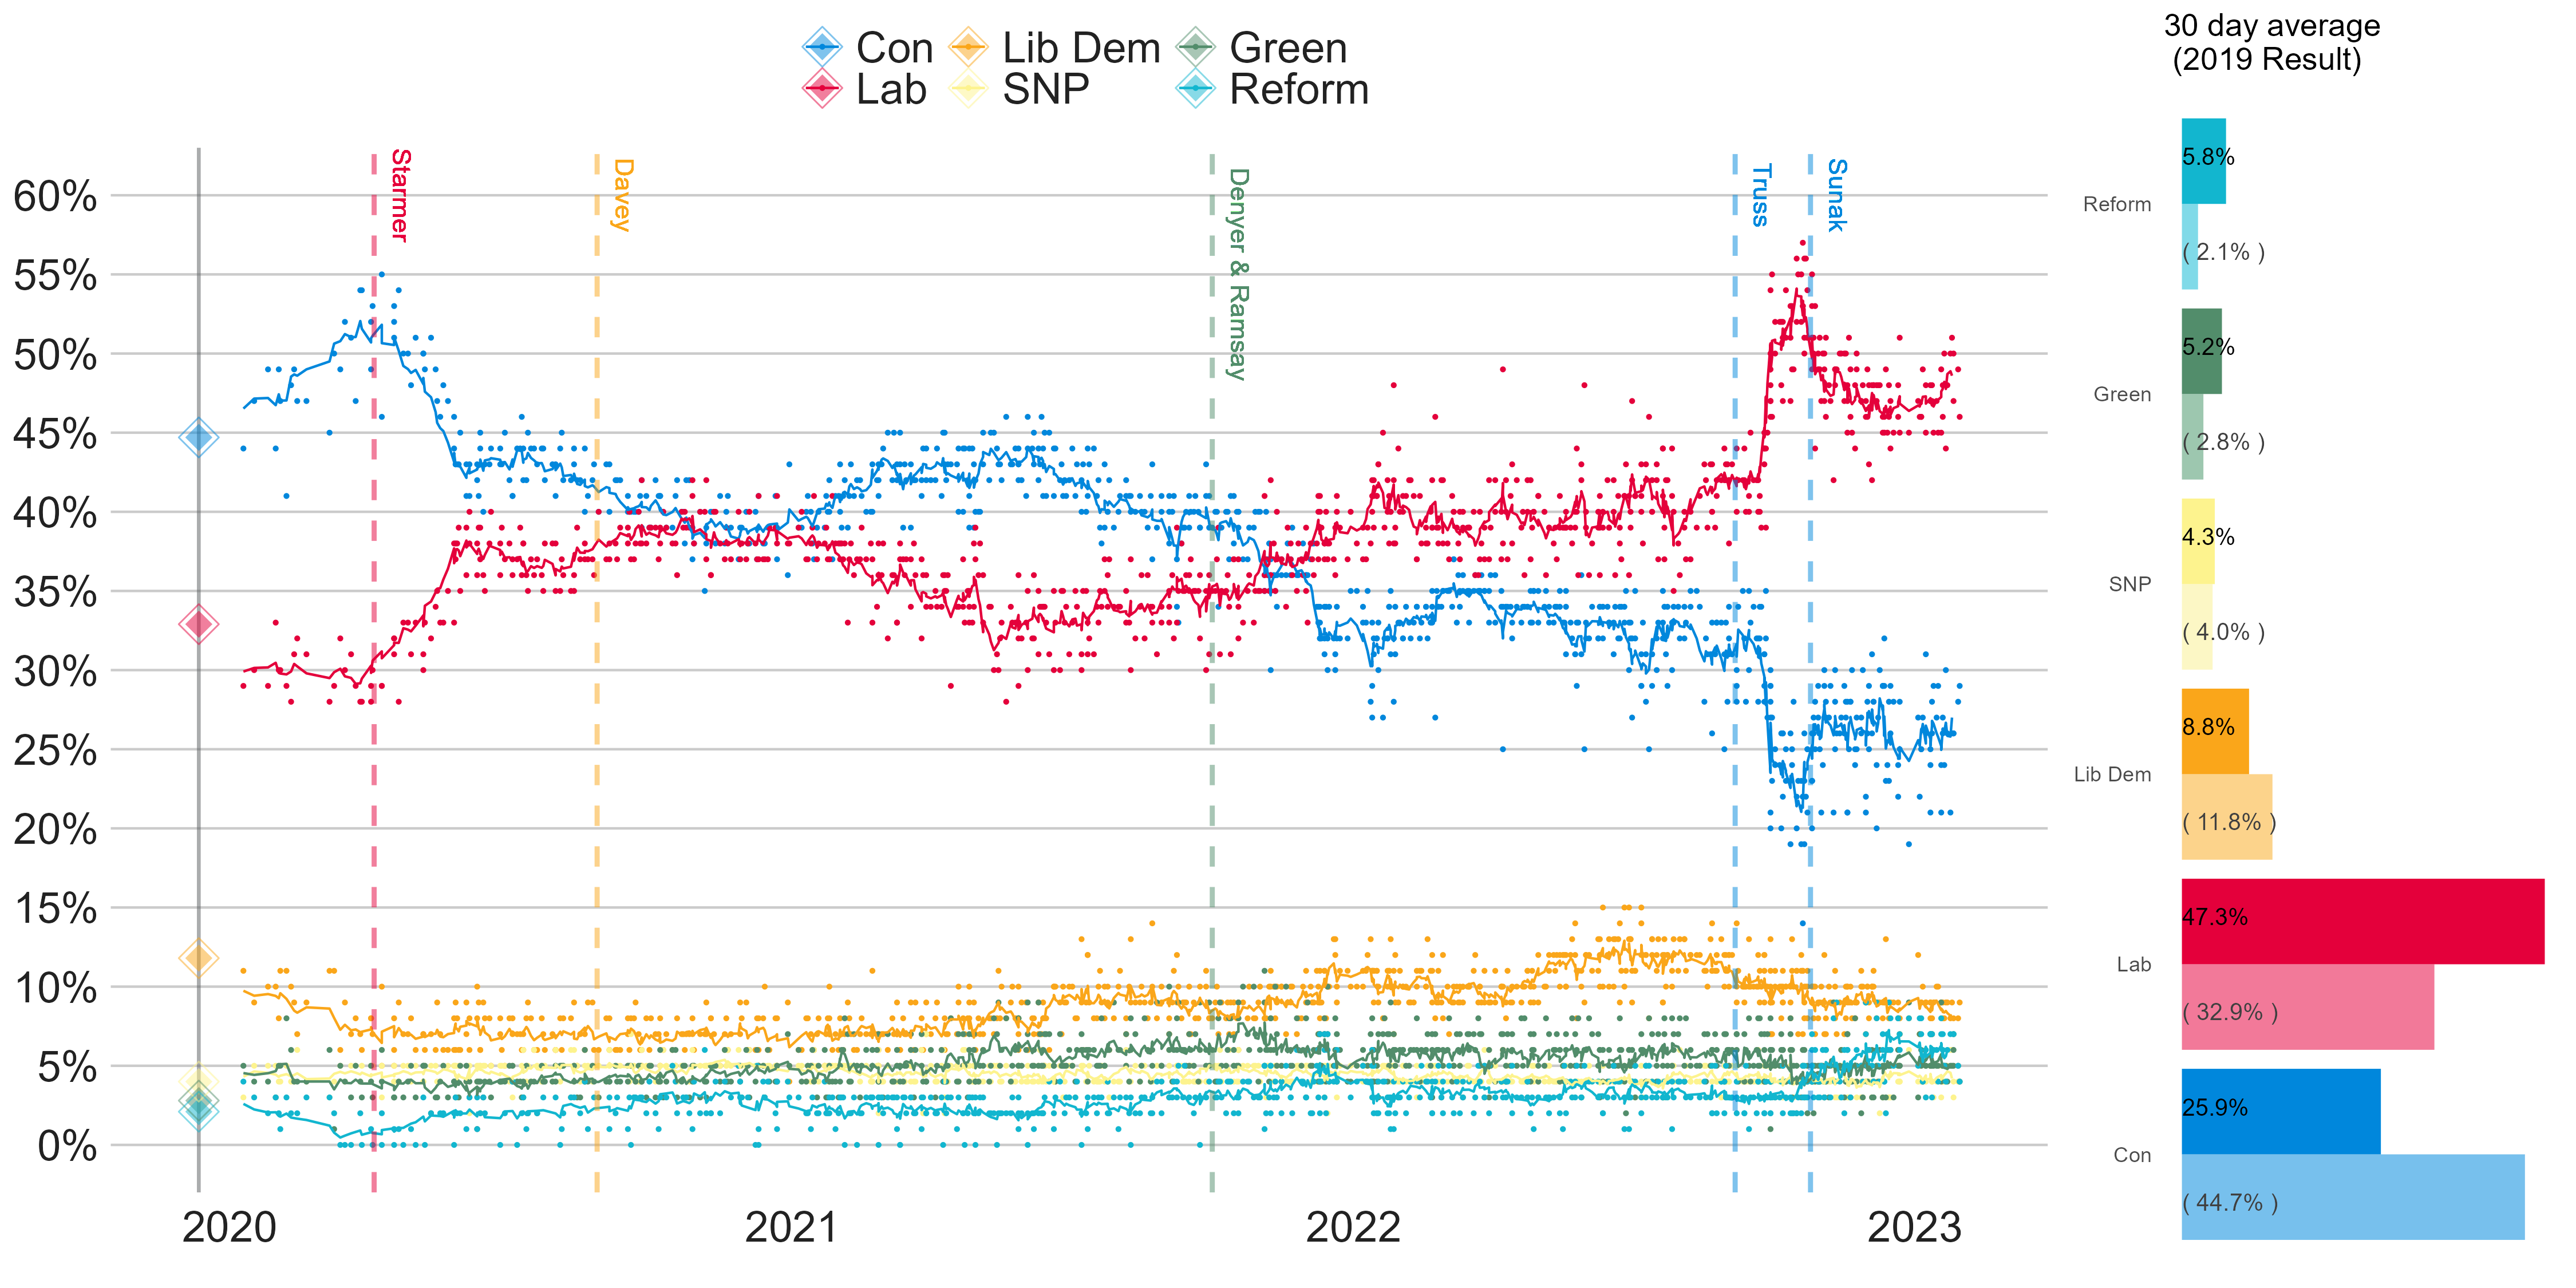 Con
Lib Dem
Green
Lab
SNP
Reform
30 day average
(2019 Result)
Starmer
Davey
Denyer & Ramsay
Truss
Sunak
60%
55%
50%
45%
40%
35%
30%
25%
20%
15%
10%
5%
0%
2020
2021
2022
2023
Reform
5.8%
( 2.1% )
Green
5.2%
( 2.8% )
SNP
4.3%
( 4.0% )
Lib Dem
8.8%
( 11.8% )
Lab
47.3%
( 32.9% )
Con
25.9%
( 44.7% )